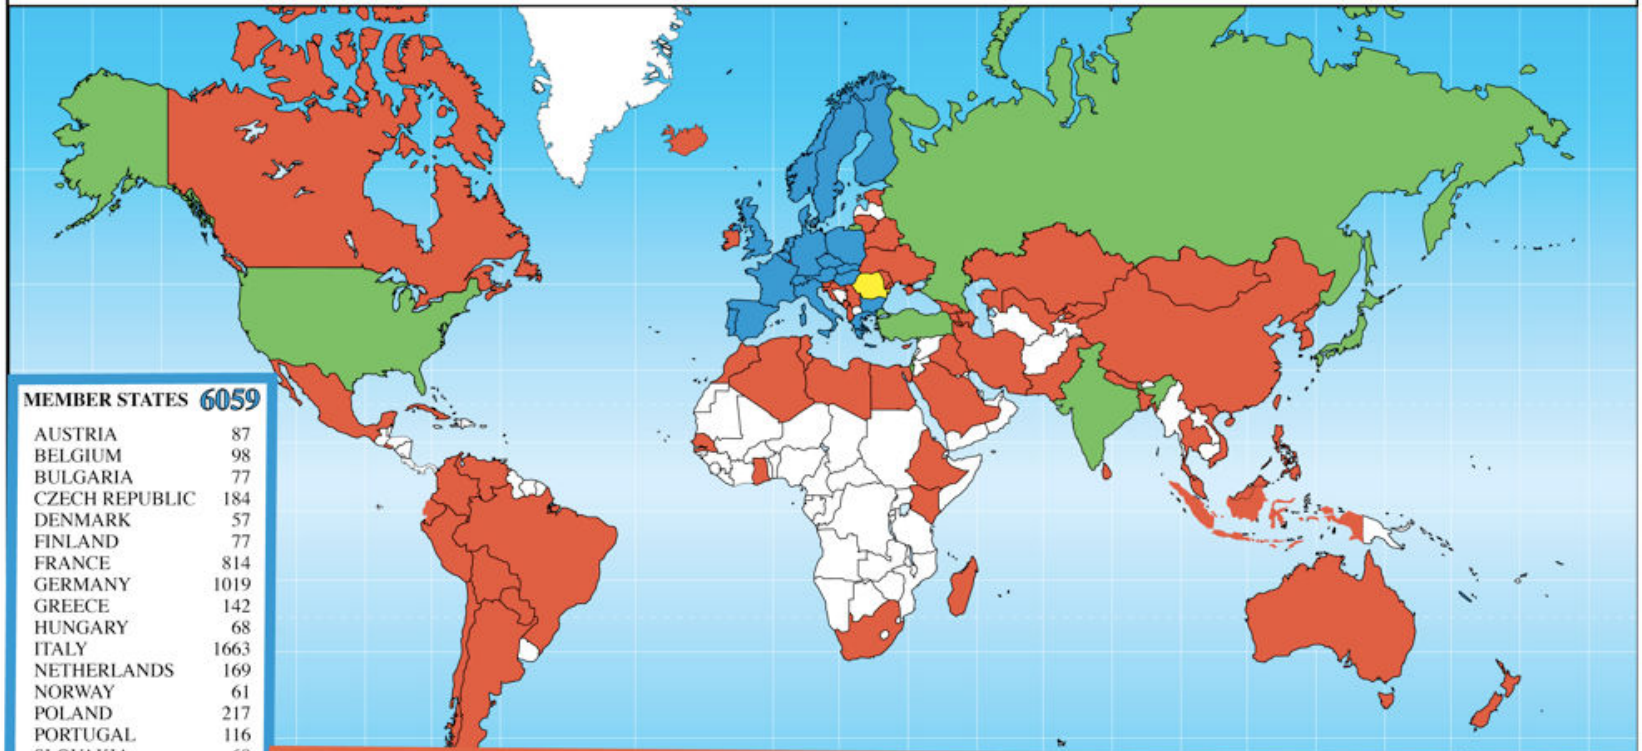 MEMBER STATES 6059
AUSTRIA 87
BELGIUM 98
BULGARIA 77
CZECH REPUBLIC 184
DENMARK 57
FINLAND 77
FRANCE 814
GERMANY 1019
GREECE 142
HUNGARY 68
ITALY 1663
NETHERLANDS 169
NORWAY 61
POLAND 217
PORTUGAL 116